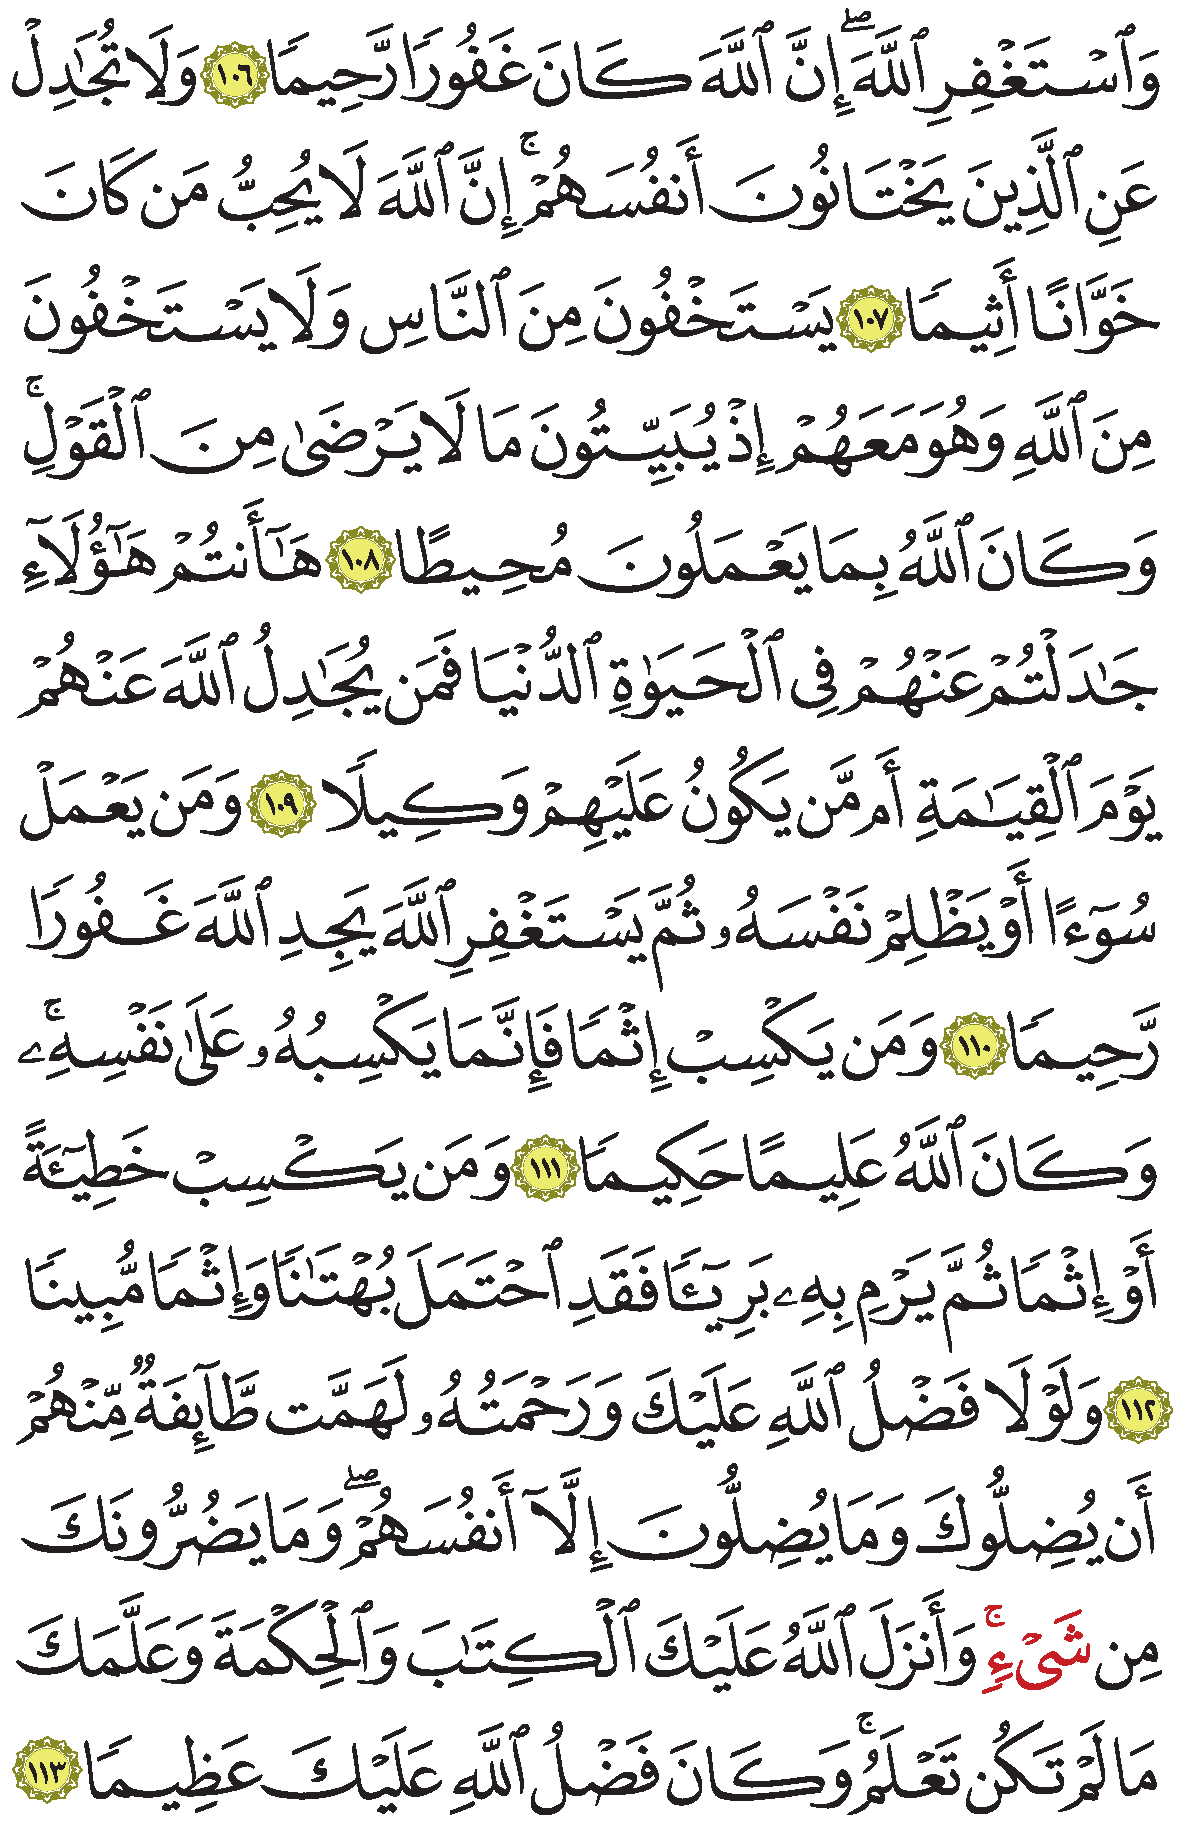 وَٱسْتَغْفِرِ ٱللَّهَۖ إِنَّ ٱللَّهَ كَانَ غَفُورًا رَّحِيمًا ١٠٦ وَلَا تُجَٰدِلْ
عَنِ ٱلَّذِينَ يَخْتَانُونَ أَنفُسَهُمْۚ إِنَّ ٱللَّهَ لَا يُحِبُّ مَن كَانَ
خَوَّانًا أَثِيمًا ١٠٧ يَسْتَخْفُونَ مِنَ ٱلنَّاسِ وَلَا يَسْتَخْفُونَ
مِنَ ٱللَّهِ وَهُوَ مَعَهُمْ إِذْ يُبَيِّتُونَ مَا لَا يَرْضَىٰ مِنَ ٱلْقَوْلِۚ
وَكَانَ ٱللَّهُ بِمَا يَعْمَلُونَ مُحِيطًا ١٠٨ هَٰٓأَنتُمْ هَٰٓؤُلَآءِ
جَٰدَلْتُمْ عَنْهُمْ فِى ٱلْحَيَوٰةِ ٱلدُّنْيَا فَمَن يُجَٰدِلُ ٱللَّهَ عَنْهُمْ
يَوْمَ ٱلْقِيَٰمَةِ أَم مَّن يَكُونُ عَلَيْهِمْ وَكِيلًا ١٠٩ وَمَن يَعْمَلْ
سُوٓءًا أَوْ يَظْلِمْ نَفْسَهُۥ ثُمَّ يَسْتَغْفِرِ ٱللَّهَ يَجِدِ ٱللَّهَ غَفُورًا
رَّحِيمًا ١١٠ وَمَن يَكْسِبْ إِثْمًا فَإِنَّمَا يَكْسِبُهُۥ عَلَىٰ نَفْسِهِۦۚ
وَكَانَ ٱللَّهُ عَلِيمًا حَكِيمًا ١١١ وَمَن يَكْسِبْ خَطِيٓـَٔةً
أَوْ إِثْمًا ثُمَّ يَرْمِ بِهِۦ بَرِيٓـًٔا فَقَدِ ٱحْتَمَلَ بُهْتَٰنًا وَإِثْمًا مُّبِينًا
١١٢ وَلَوْلَا فَضْلُ ٱللَّهِ عَلَيْكَ وَرَحْمَتُهُۥ لَهَمَّت طَّآئِفَةٌ مِّنْهُمْ
أَن يُضِلُّوكَ وَمَا يُضِلُّونَ إِلَّآ أَنفُسَهُمْۖ وَمَا يَضُرُّونَكَ
مِن شَىْءٍۚ وَأَنزَلَ ٱللَّهُ عَلَيْكَ ٱلْكِتَٰبَ وَٱلْحِكْمَةَ وَعَلَّمَكَ
مَا لَمْ تَكُن تَعْلَمُۚ وَكَانَ فَضْلُ ٱللَّهِ عَلَيْكَ عَظِيمًا ١١٣